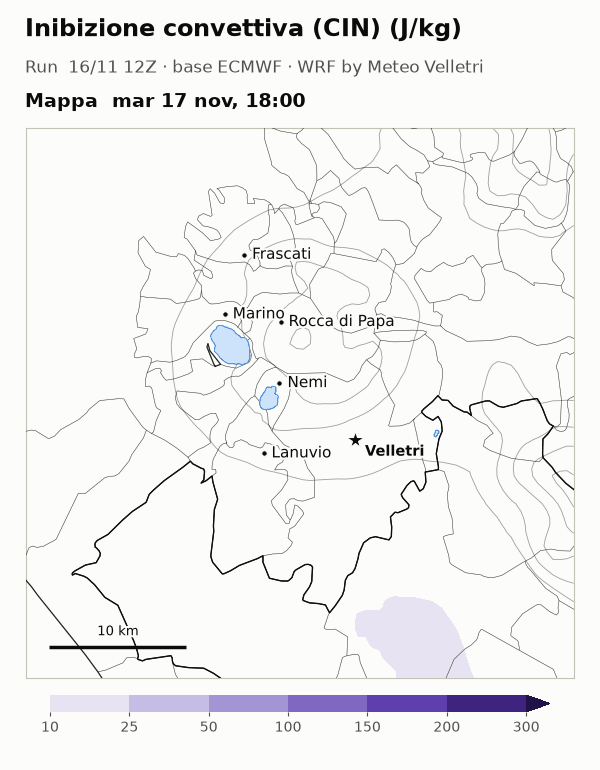 Inibizione convettiva (CIN) (J/kg)
Run  16/11 12Z · base ECMWF · WRF by Meteo Velletri
Mappa  mar 17 nov, 18:00
Frascati
Marino
Rocca di Papa
Nemi
Velletri
Lanuvio
10 km
10 25 50 100 150 200 300